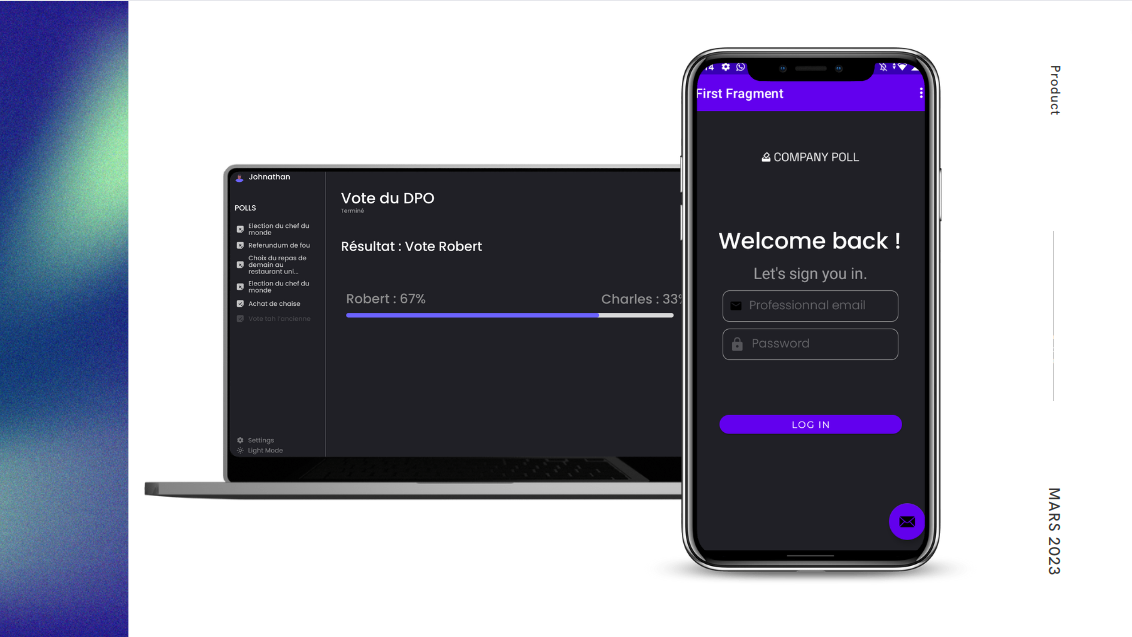 Johnathan
POLLS
Election du chef du
monde
Referundum de fou
Choix du repas de
demain au
restaurant uni...
Election du chef du
monde
Achat de chaise
Vote tah l'ancienne
Settings
Light Mode
Vote du DPO
Terminé
Résultat : Vote Robert
Robert : 67%
Charles : 33%
First Fragment
COMPANY POLL
Welcome back !
Let's sign you in.
Professionnal email
Password
LOG IN
Product
MARS 2023